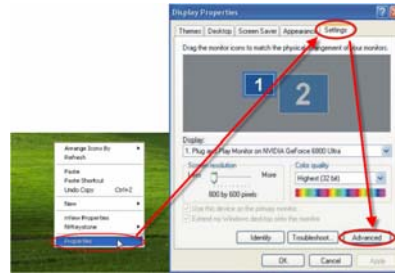 Display Properties
Themes Desktop Screen Saver Appearance Settings
Drag the monitor icons to match the physical arrangement of your monitors.
1
2
Display:
1. Plug and Play Monitor on NVIDIA GeForce 6800 Ultra
Screen resolution
Less More
800 by 600 pixels
Color quality
Highest (32 bit)
Use this device as the primary monitor.
Extend my Windows desktop onto this monitor.
Identify Troubleshoot... Advanced
OK Cancel Apply
Arrange Icons By
Refresh
Paste
Paste Shortcut
Undo Copy Ctrl+Z
New
nView Properties
NVKeystone
Properties